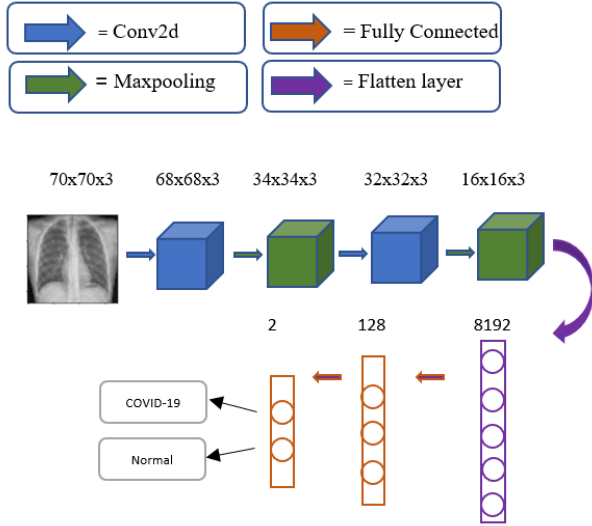 = Conv2d
= Fully Connected
= Maxpooling
= Flatten layer
70x70x3 68x68x3 34x34x3 32x32x3 16x16x3
2 128 8192
COVID-19
Normal